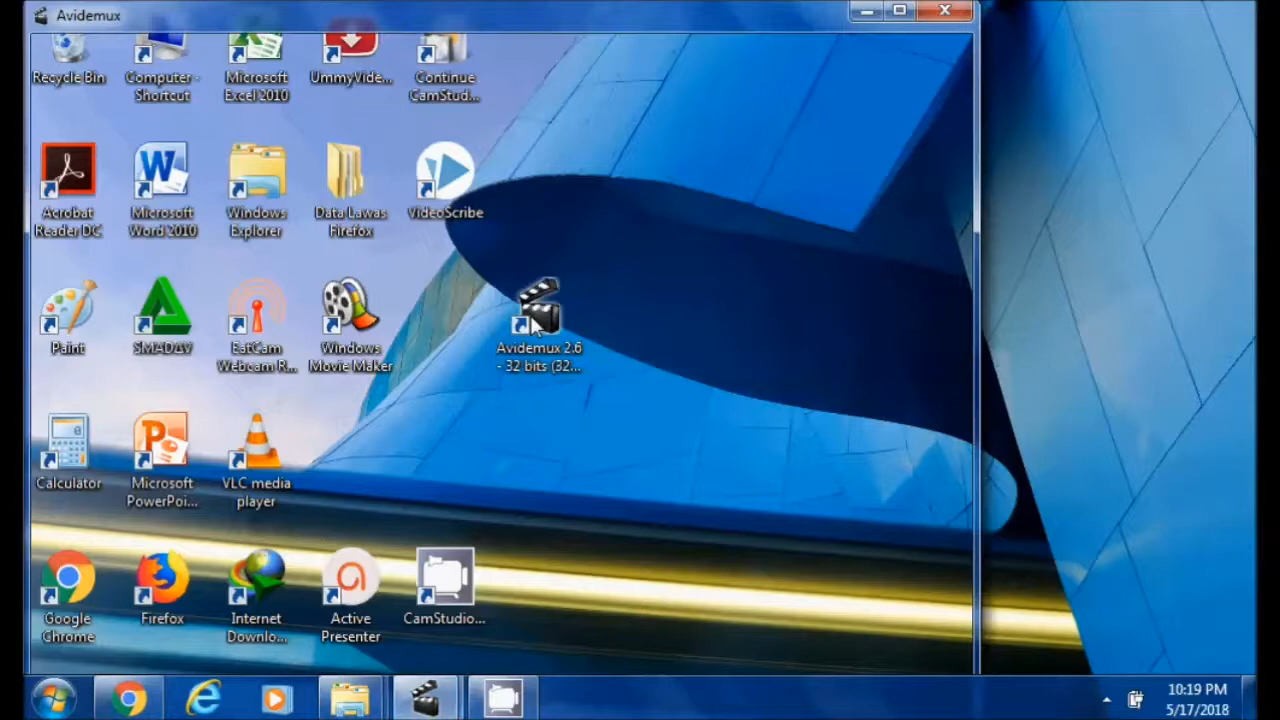 Avidemux
Recycle Bin
Computer -
Shortcut
Microsoft
Excel 2010
UmmyVide...
Continue
CamStud...
Acrobat
Reader DC
Microsoft
Word 2010
Windows
Explorer
Data Lawas
Firefox
VideoScribe
Paint
SMADAV
EatCam
Webcam R...
Windows
Movie Maker
Avidemux 2.6
- 32 bits (32...
Calculator
Microsoft
PowerPoi...
VLC media
player
Google
Chrome
Firefox
Internet
Downlo...
Active
Presenter
CamStudio...
10:19 PM
5/17/2018